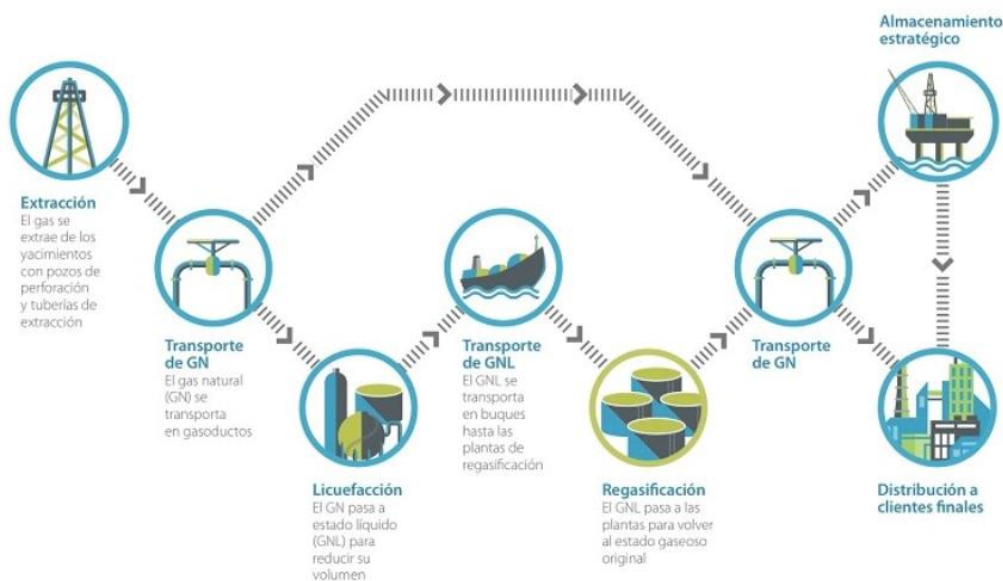 Almacenamiento
estratégico
Extracción
El gas se
extrae de los
yacimientos
con pozos de
perforación
y tuberías de
extracción
Transporte
de GN
El gas natural
(GN) se
transporta
en gasoductos
Licuefacción
El GN pasa a
estado líquido
(GNL) para
reducir su
volumen
Transporte
de GNL
El GNL se
transporta
en buques
hasta las
plantas de
regasificación
Regasificación
El GNL pasa a las
plantas para volver
al estado gaseoso
original
Transporte
de GN
Distribución a
clientes finales